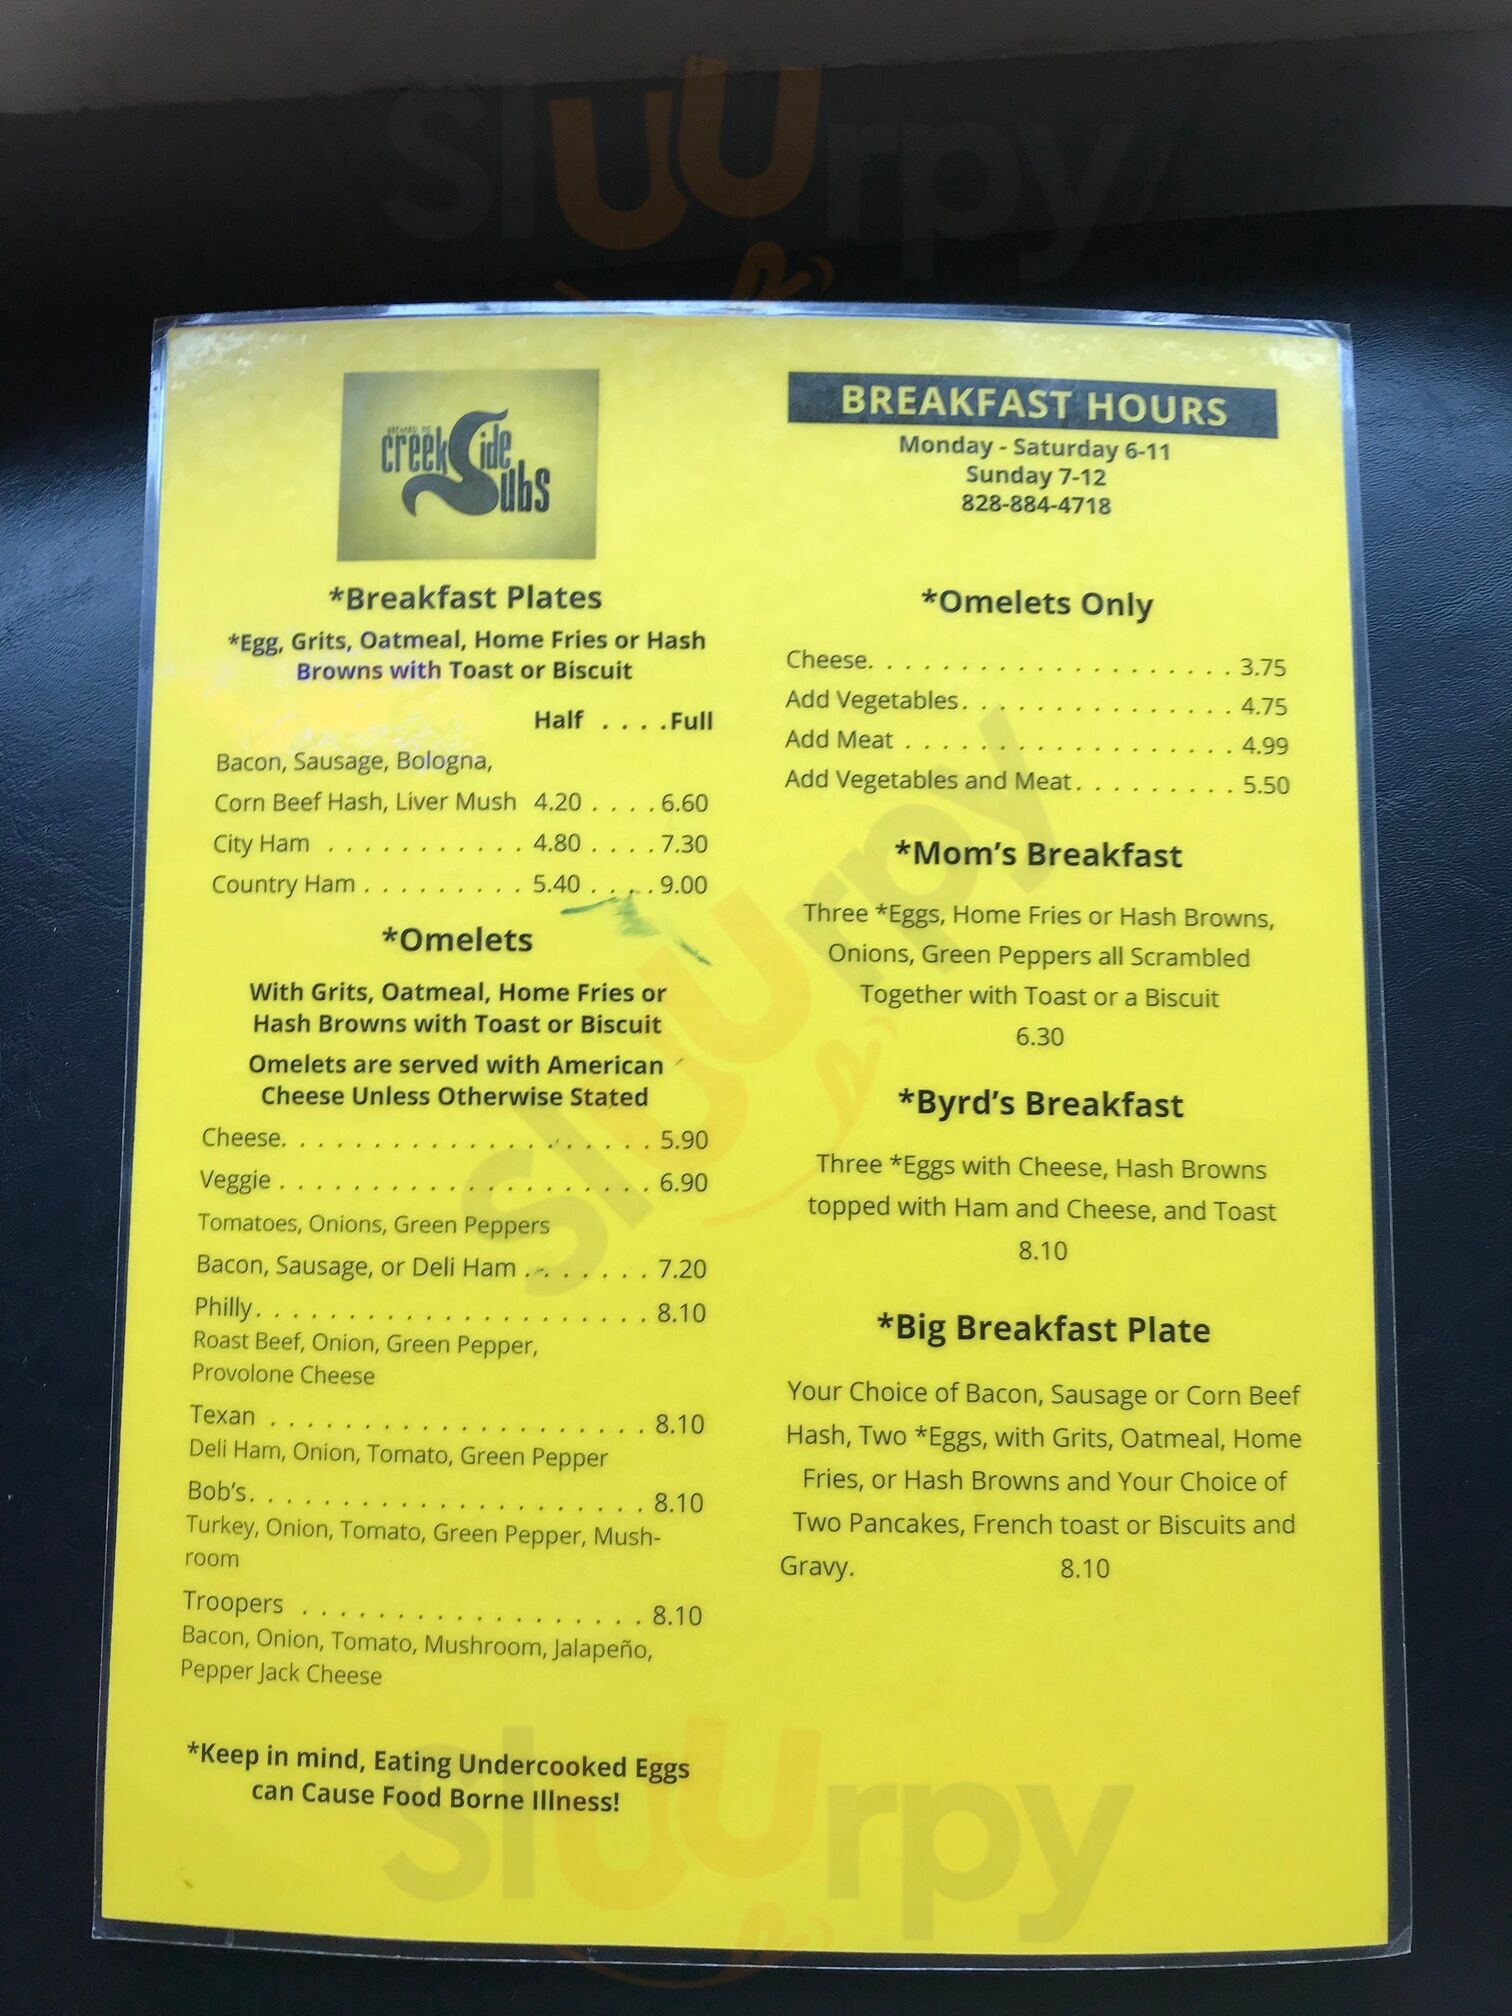 BREVARD NC
creekSide
Subs
*Breakfast Plates
*Egg, Grits, Oatmeal, Home Fries or Hash
Browns with Toast or Biscuit
Half . . . . Full
Bacon, Sausage, Bologna,
Corn Beef Hash, Liver Mush 4.20 . . . . 6.60
City Ham . . . . . . . . . . . 4.80 . . . . 7.30
Country Ham . . . . . . . . . 5.40 . . . . 9.00
*Omelets
With Grits, Oatmeal, Home Fries or
Hash Browns with Toast or Biscuit
Omelets are served with American
Cheese Unless Otherwise Stated
Cheese. . . . . . . . . . . . . . . . . . . . . 5.90
Veggie . . . . . . . . . . . . . . . . . . . . . 6.90
Tomatoes, Onions, Green Peppers
Bacon, Sausage, or Deli Ham . . . . . . . 7.20
Philly. . . . . . . . . . . . . . . . . . . . . . 8.10
Roast Beef, Onion, Green Pepper,
Provolone Cheese
Texan . . . . . . . . . . . . . . . . . . . . . 8.10
Deli Ham, Onion, Tomato, Green Pepper
Bob's. . . . . . . . . . . . . . . . . . . . . . 8.10
Turkey, Onion, Tomato, Green Pepper, Mush-
room
Troopers . . . . . . . . . . . . . . . . . . . 8.10
Bacon, Onion, Tomato, Mushroom, Jalapeño,
Pepper Jack Cheese
*Keep in mind, Eating Undercooked Eggs
can Cause Food Borne Illness!
BREAKFAST HOURS
Monday - Saturday 6-11
Sunday 7-12
828-884-4718
*Omelets Only
Cheese. . . . . . . . . . . . . . . . . . . . 3.75
Add Vegetables. . . . . . . . . . . . . . . 4.75
Add Meat . . . . . . . . . . . . . . . . . . 4.99
Add Vegetables and Meat. . . . . . . . . 5.50
*Mom's Breakfast
Three *Eggs, Home Fries or Hash Browns,
Onions, Green Peppers all Scrambled
Together with Toast or a Biscuit
6.30
*Byrd's Breakfast
Three *Eggs with Cheese, Hash Browns
topped with Ham and Cheese, and Toast
8.10
*Big Breakfast Plate
Your Choice of Bacon, Sausage or Corn Beef
Hash, Two *Eggs, with Grits, Oatmeal, Home
Fries, or Hash Browns and Your Choice of
Two Pancakes, French toast or Biscuits and
Gravy. 8.10
Sluurpy
Sluurpy
Sluurpy